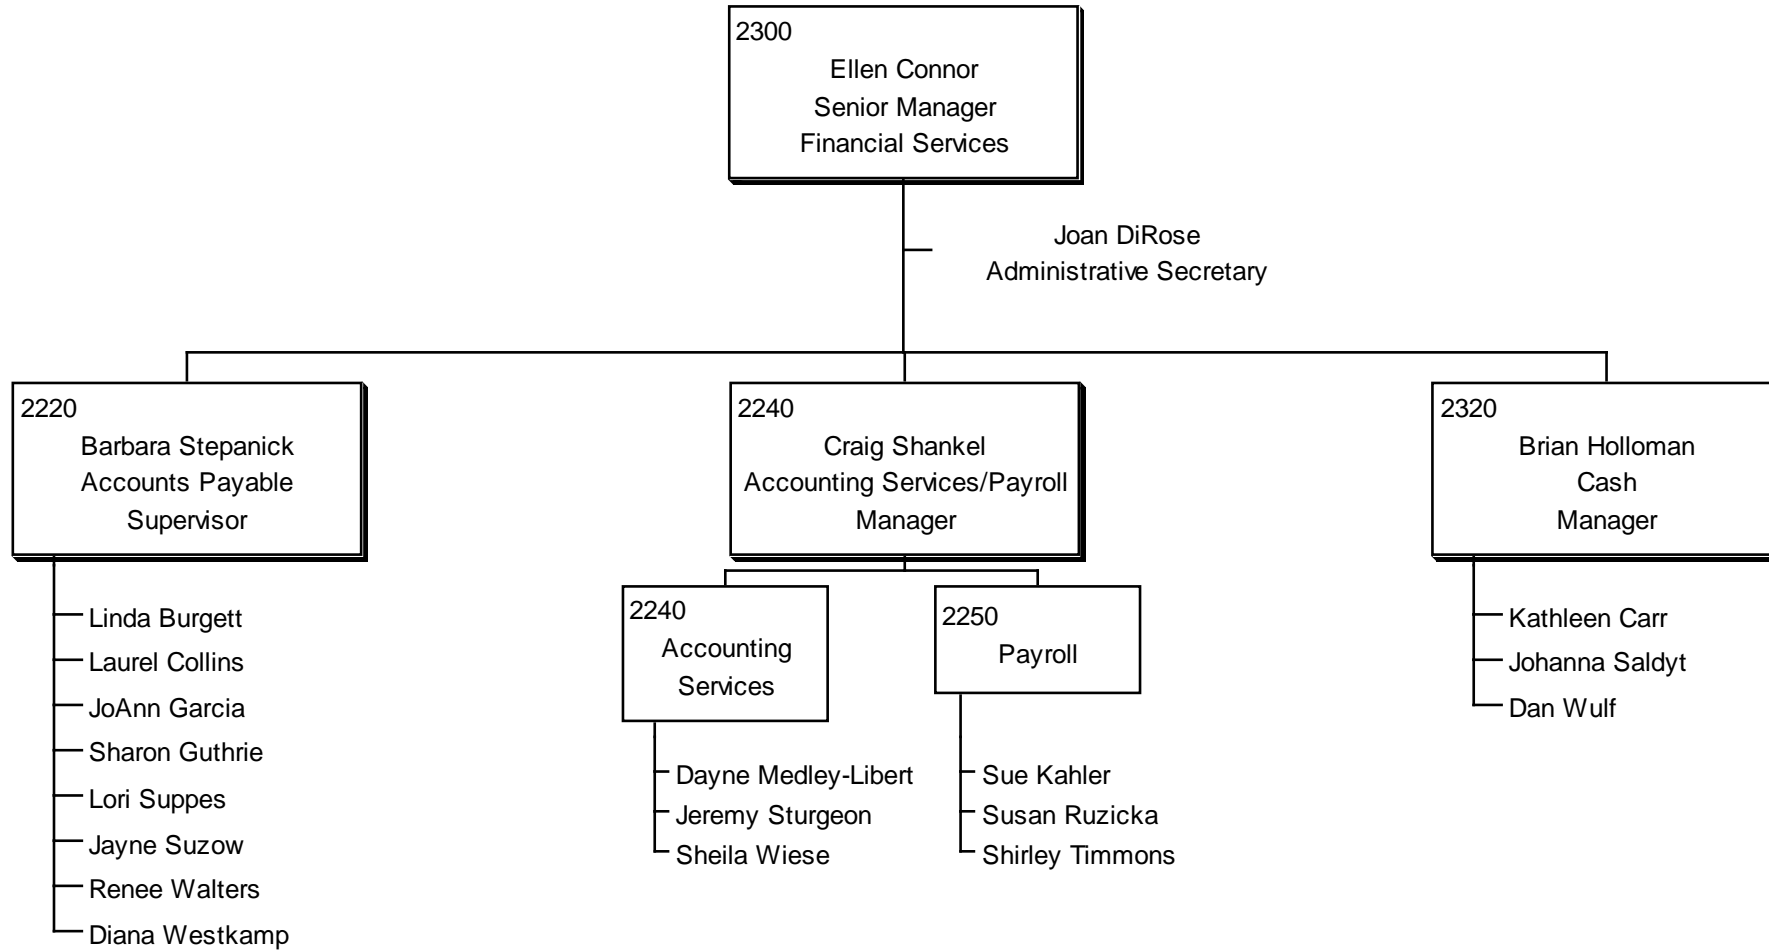 2300
Ellen Connor
Senior Manager
Financial Services
Joan DiRose
Administrative Secretary
2220
Barbara Stepanick
Accounts Payable
Supervisor
Linda Burgett
Laurel Collins
JoAnn Garcia
Sharon Guthrie
Lori Suppes
Jayne Suzow
Renee Walters
Diana Westkamp
2240
Craig Shankel
Accounting Services/Payroll
Manager
2240
Accounting
Services
Dayne Medley-Libert
Jeremy Sturgeon
Sheila Wiese
2250
Payroll
Sue Kahler
Susan Ruzicka
Shirley Timmons
2320
Brian Holloman
Cash
Manager
Kathleen Carr
Johanna Saldyt
Dan Wulf